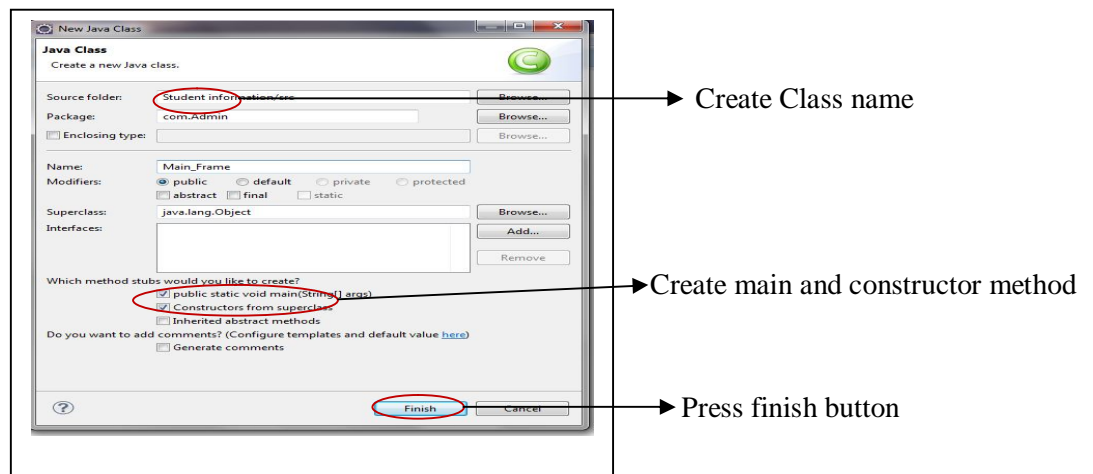 New Java Class
Java Class
Create a new Java class.
Source folder: Student information/src Browse...
Create Class name
Package: com.Admin Browse...
Enclosing type: Browse...
Name: Main_Frame
Modifiers: public default private protected
abstract final static
Superclass: java.lang.Object Browse...
Interfaces: Add...
Remove
Which method stubs would you like to create?
public static void main(String[] args)
Create main and constructor method
Constructors from superclass
Inherited abstract methods
Do you want to add comments? (Configure templates and default value here)
Generate comments
? Finish Cancel
Press finish button